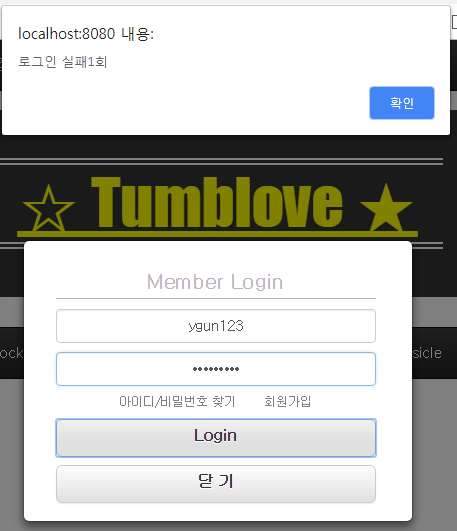 localhost:8080 내용:
로그인 실패1회
확인
☆ Tumblove ★
Member Login
ygun123
•••••••••
아이디/비밀번호 찾기 회원가입
Login
닫 기